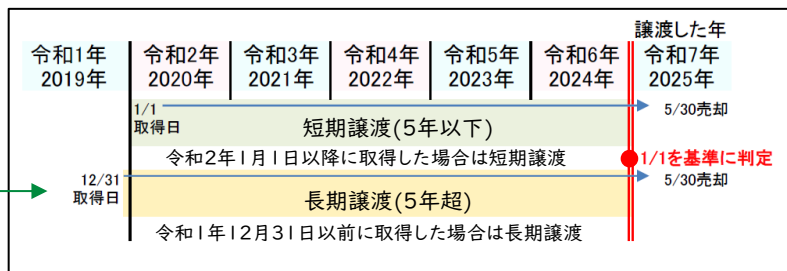 譲渡した年
令和1年 令和2年 令和3年 令和4年 令和5年 令和6年 令和7年
2019年 2020年 2021年 2022年 2023年 2024年 2025年
1/1
取得日
短期譲渡(5年以下)
5/30売却
令和2年1月1日以降に取得した場合は短期譲渡
1/1を基準に判定
12/31
取得日
長期譲渡(5年超)
5/30売却
令和1年12月31日以前に取得した場合は長期譲渡